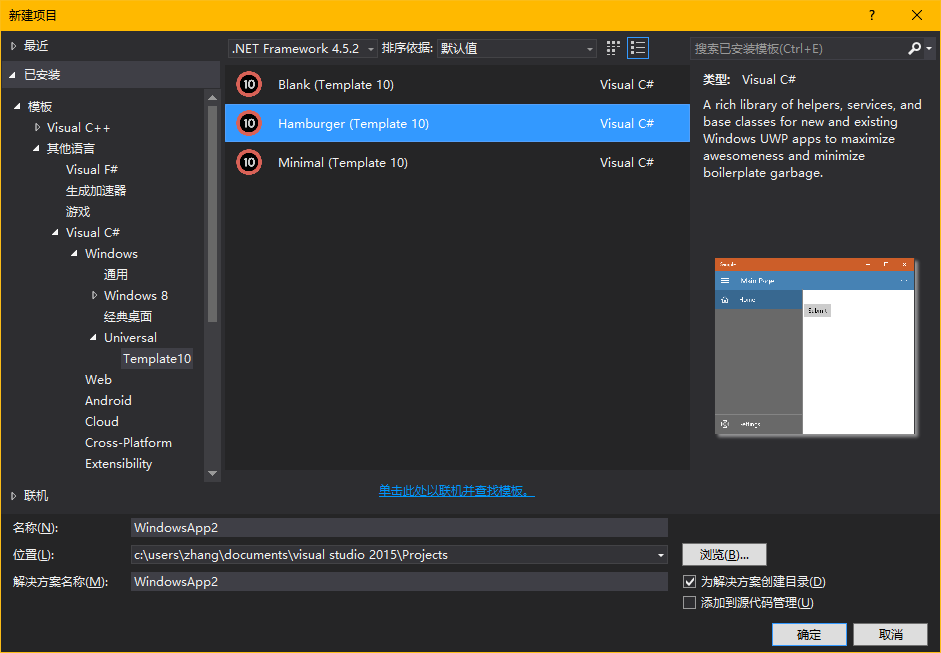 新建项目
?
最近
.NET Framework 4.5.2
排序依据:
默认值
搜索已安装模板(Ctrl+E)
已安装
模板
Visual C++
其他语言
Visual F#
生成加速器
游戏
Visual C#
Windows
通用
Windows 8
经典桌面
Universal
Template10
Web
Android
Cloud
Cross-Platform
Extensibility
联机
10 Blank (Template 10) Visual C#
10 Hamburger (Template 10) Visual C#
10 Minimal (Template 10) Visual C#
单击此处以联机并查找模板。
类型: Visual C#
A rich library of helpers, services, and
base classes for new and existing
Windows UWP apps to maximize
awesomeness and minimize
boilerplate garbage.
Sample
Main Page
Home
Submit
Settings
名称(N): WindowsApp2
位置(L): c:\users\zhang\documents\visual studio 2015\Projects
浏览(B)...
解决方案名称(M): WindowsApp2
为解决方案创建目录(D)
添加到源代码管理(U)
确定
取消